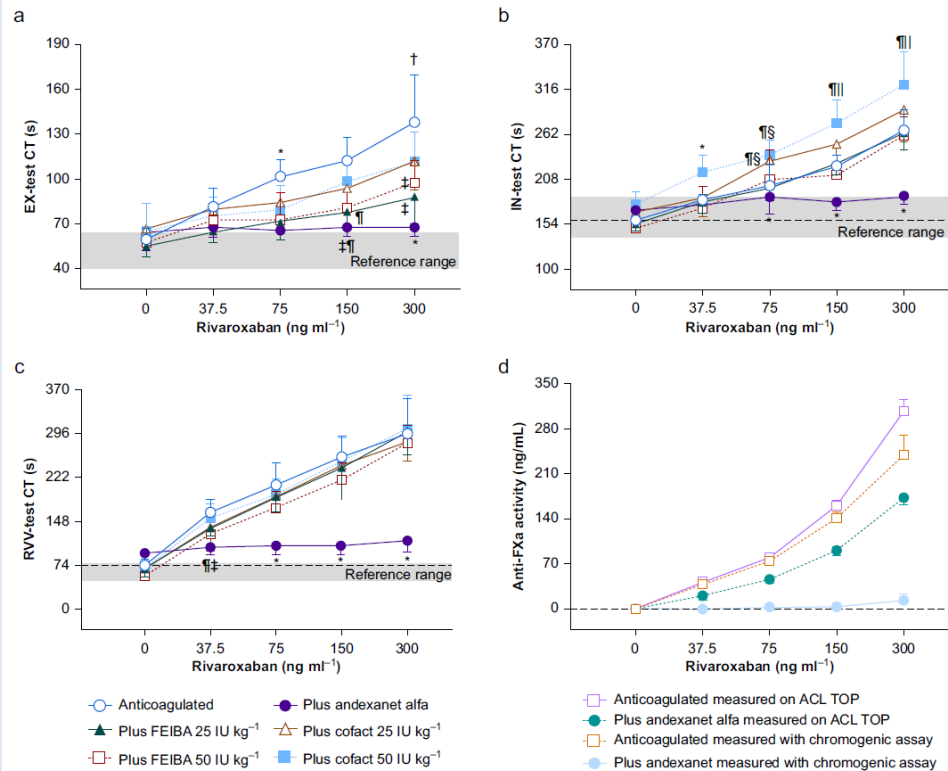 a
EX-test CT (s)
190
160
130
100
70
40
†
*
‡
‡
¶
‡¶
*
Reference range
0 37.5 75 150 300
Rivaroxaban (ng ml⁻¹)
b
IN-test CT (s)
370
316
262
208
154
100
¶||
¶||
¶§
¶§
*
*
*
*
Reference range
0 37.5 75 150 300
Rivaroxaban (ng ml⁻¹)
c
RVV-test CT (s)
370
296
222
148
74
0
¶‡
* * *
Reference range
0 37.5 75 150 300
Rivaroxaban (ng ml⁻¹)
d
Anti-FXa activity (ng/mL)
350
280
210
140
70
0
0 37.5 75 150 300
Rivaroxaban (ng ml⁻¹)
Anticoagulated
Plus andexanet alfa
Plus FEIBA 25 IU kg⁻¹
Plus cofact 25 IU kg⁻¹
Plus FEIBA 50 IU kg⁻¹
Plus cofact 50 IU kg⁻¹
Anticoagulated measured on ACL TOP
Plus andexanet alfa measured on ACL TOP
Anticoagulated measured with chromogenic assay
Plus andexanet measured with chromogenic assay